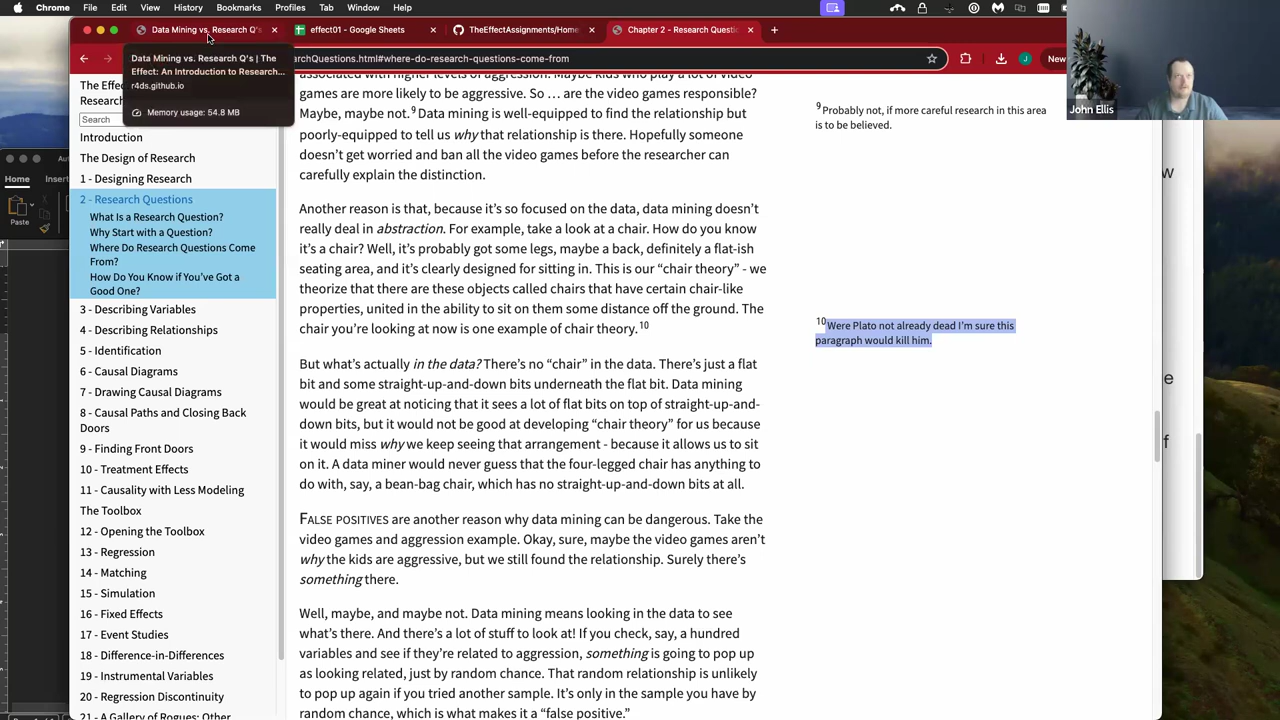 Chrome File Edit View History Bookmarks Profiles Tab Window Help
Data Mining vs. Research Q's
effect01 - Google Sheets
TheEffectAssignments/Home
Chapter 2 - Research Questio
archQuestions.html#where-do-research-questions-come-from
New
Data Mining vs. Research Q's | The
Effect: An Introduction to Research...
r4ds.github.io
Memory usage: 54.8 MB
John Ellis
Home Insert
Paste
The Effe
Research
Search
Introduction
The Design of Research
1 - Designing Research
2 - Research Questions
What Is a Research Question?
Why Start with a Question?
Where Do Research Questions Come
From?
How Do You Know if You've Got a
Good One?
3 - Describing Variables
4 - Describing Relationships
5 - Identification
6 - Causal Diagrams
7 - Drawing Causal Diagrams
8 - Causal Paths and Closing Back
Doors
9 - Finding Front Doors
10 - Treatment Effects
11 - Causality with Less Modeling
The Toolbox
12 - Opening the Toolbox
13 - Regression
14 - Matching
15 - Simulation
16 - Fixed Effects
17 - Event Studies
18 - Difference-in-Differences
19 - Instrumental Variables
20 - Regression Discontinuity
21 - A Gallery of Rogues: Other
associated with higher levels of aggression. Maybe kids who play a lot of video
games are more likely to be aggressive. So … are the video games responsible?
Maybe, maybe not.9 Data mining is well-equipped to find the relationship but
poorly-equipped to tell us why that relationship is there. Hopefully someone
doesn't get worried and ban all the video games before the researcher can
carefully explain the distinction.
Another reason is that, because it's so focused on the data, data mining doesn't
really deal in abstraction. For example, take a look at a chair. How do you know
it's a chair? Well, it's probably got some legs, maybe a back, definitely a flat-ish
seating area, and it's clearly designed for sitting in. This is our “chair theory” - we
theorize that there are these objects called chairs that have certain chair-like
properties, united in the ability to sit on them some distance off the ground. The
chair you're looking at now is one example of chair theory.10
But what's actually in the data? There's no “chair” in the data. There's just a flat
bit and some straight-up-and-down bits underneath the flat bit. Data mining
would be great at noticing that it sees a lot of flat bits on top of straight-up-and-
down bits, but it would not be good at developing “chair theory” for us because
it would miss why we keep seeing that arrangement - because it allows us to sit
on it. A data miner would never guess that the four-legged chair has anything to
do with, say, a bean-bag chair, which has no straight-up-and-down bits at all.
FALSE POSITIVES are another reason why data mining can be dangerous. Take the
video games and aggression example. Okay, sure, maybe the video games aren't
why the kids are aggressive, but we still found the relationship. Surely there's
something there.
Well, maybe, and maybe not. Data mining means looking in the data to see
what's there. And there's a lot of stuff to look at! If you check, say, a hundred
variables and see if they're related to aggression, something is going to pop up
as looking related, just by random chance. That random relationship is unlikely
to pop up again if you tried another sample. It's only in the sample you have by
random chance, which is what makes it a “false positive.”
9 Probably not, if more careful research in this area
is to be believed.
10 Were Plato not already dead I'm sure this
paragraph would kill him.